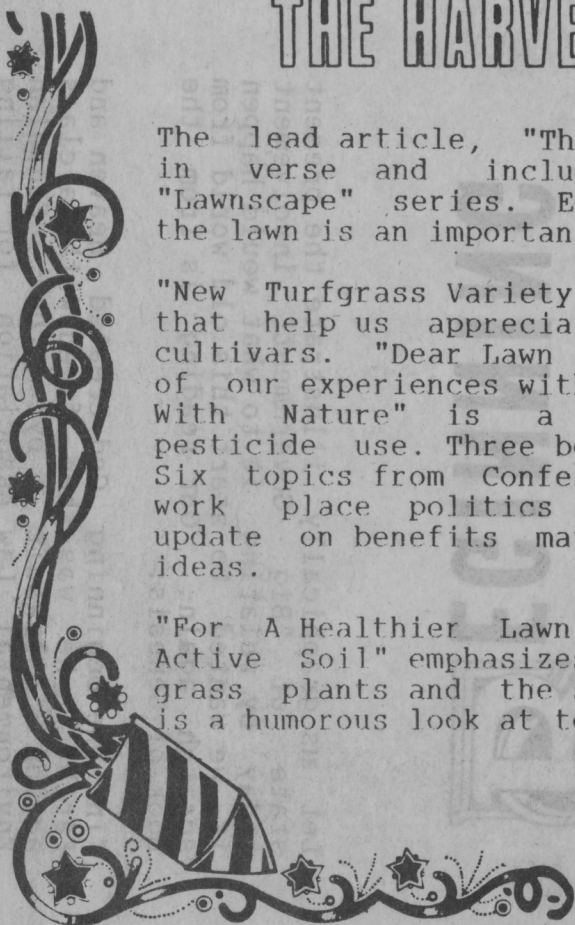 THE HARVE
The lead article, "Th
in verse and inclu
"Lawnscape" series. E
the lawn is an importan
"New Turfgrass Variety
that help us apprecia
cultivars. "Dear Lawn
of our experiences wit
With Nature" is a
pesticide use. Three be
Six topics from Confe
work place politics
update on benefits ma
ideas.
"For A Healthier Lawn
Active Soil" emphasizes
grass plants and the
is a humorous look at t